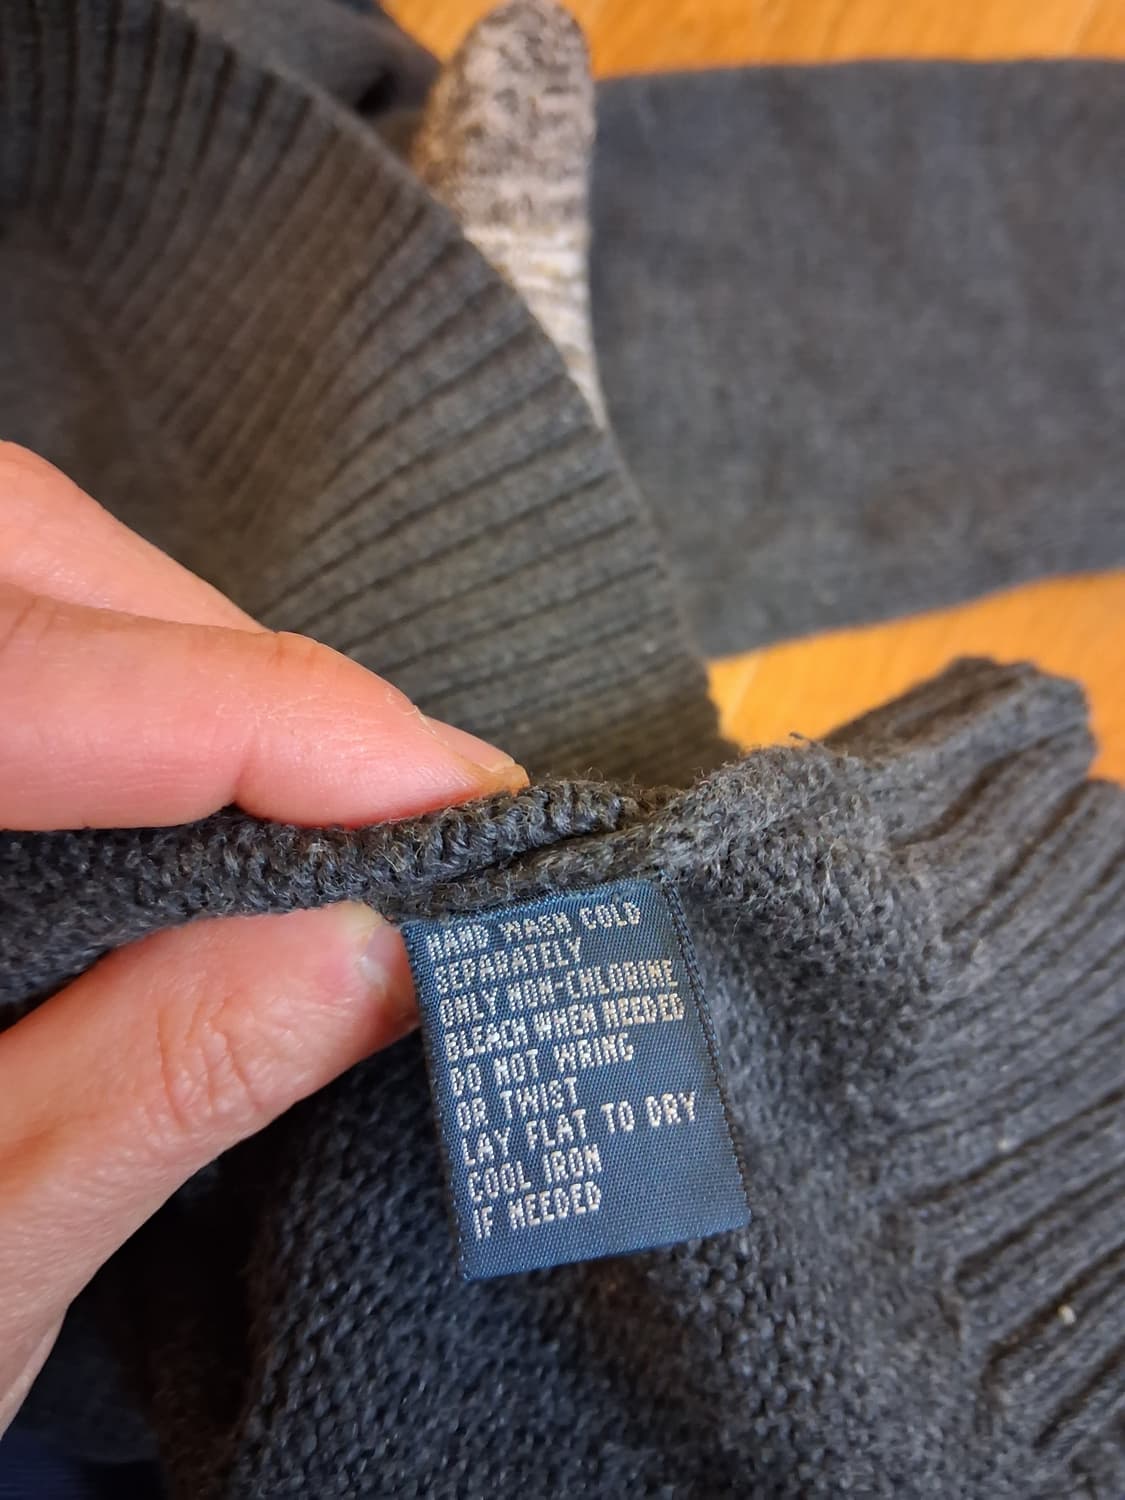 HAND WASH COLD
SEPARATELY
ONLY NON-CHLORINE
BLEACH WHEN NEEDED
DO NOT WRING
OR TWIST
LAY FLAT TO DRY
COOL IRON
IF NEEDED